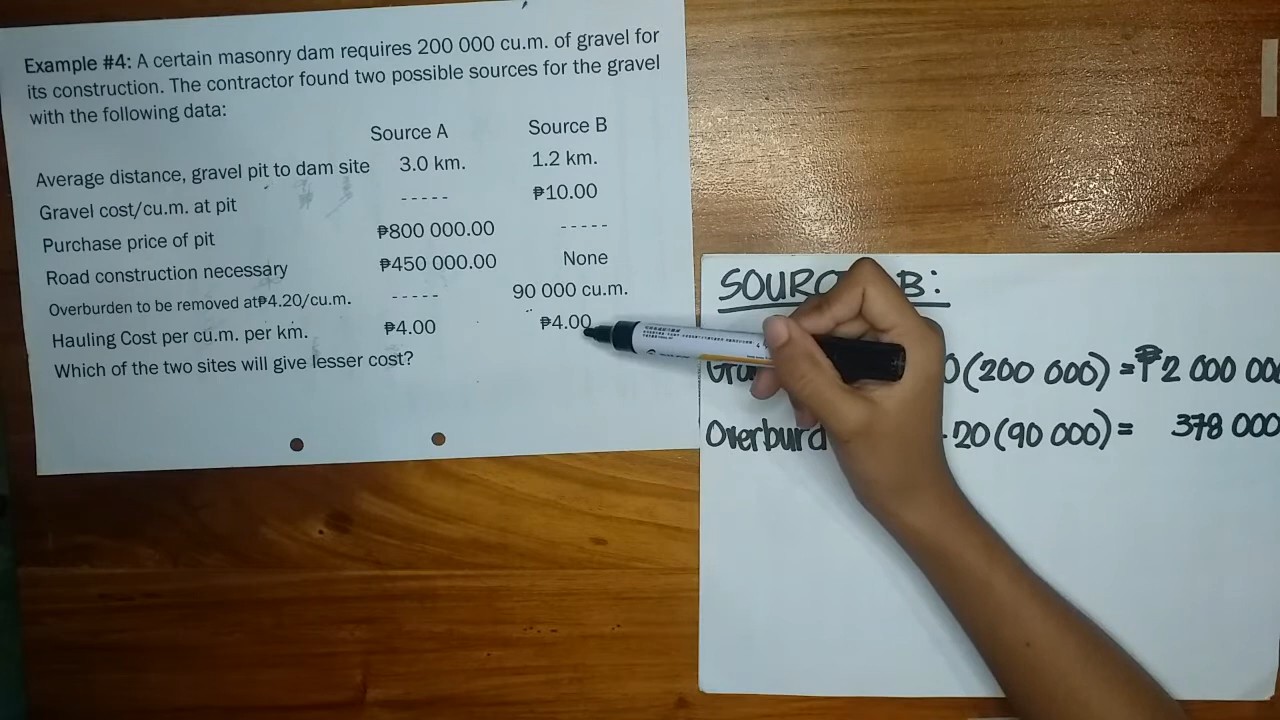 Example #4: A certain masonry dam requires 200 000 cu.m. of gravel for
its construction. The contractor found two possible sources for the gravel
with the following data:
Source A Source B
Average distance, gravel pit to dam site 3.0 km. 1.2 km.
Gravel cost/cu.m. at pit ----- ₱10.00
Purchase price of pit ₱800 000.00 -----
Road construction necessary ₱450 000.00 None
Overburden to be removed at₱4.20/cu.m. ----- 90 000 cu.m.
Hauling Cost per cu.m. per km. ₱4.00 ₱4.00
Which of the two sites will give lesser cost?
B:
(200 000) = ₱2 000 000
.20(90 000) = 378 000